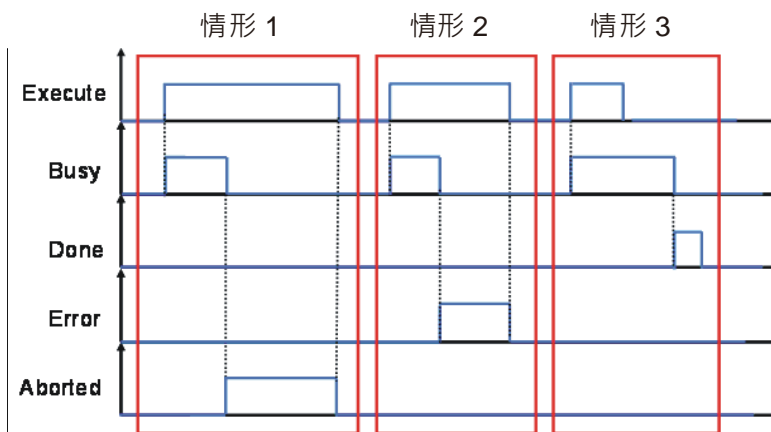 情形 1
情形 2
情形 3
Execute
Busy
Done
Error
Aborted